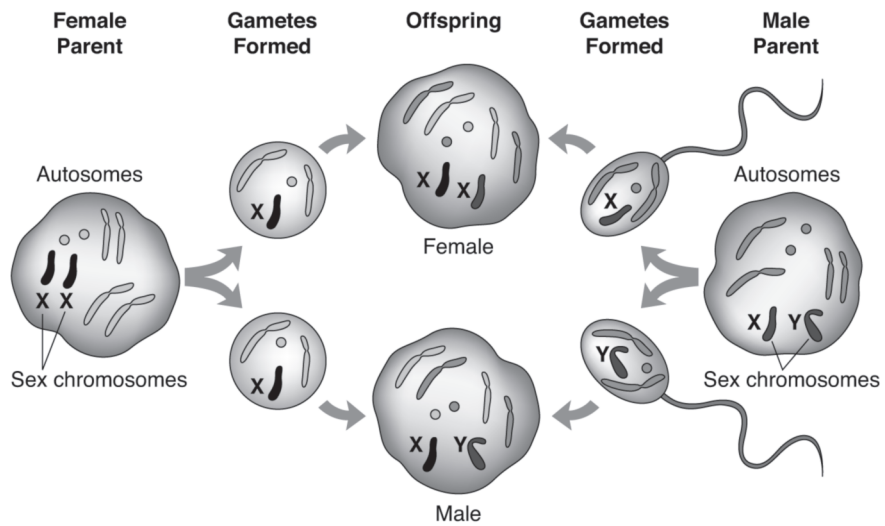 Female
Parent
Gametes
Formed
Offspring
Gametes
Formed
Male
Parent
Autosomes
X X
Sex chromosomes
X
X
X X
Female
X Y
Male
X
Y
Autosomes
X Y
Sex chromosomes